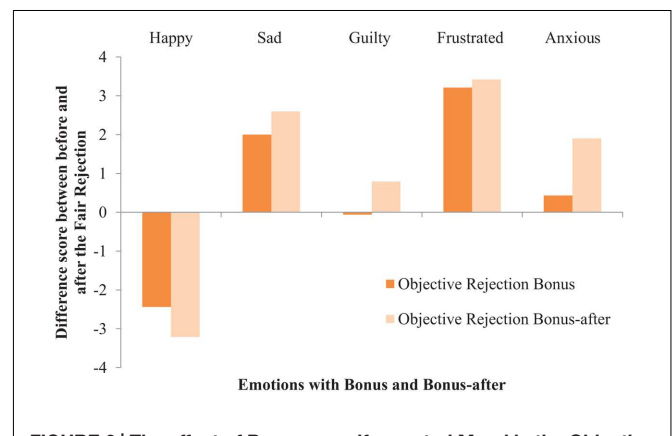 Happy Sad Guilty Frustrated Anxious
4
3
2
1
0
-1
-2
-3
-4
Difference score between before and
after the Fair Rejection
Objective Rejection Bonus
Objective Rejection Bonus-after
Emotions with Bonus and Bonus-after